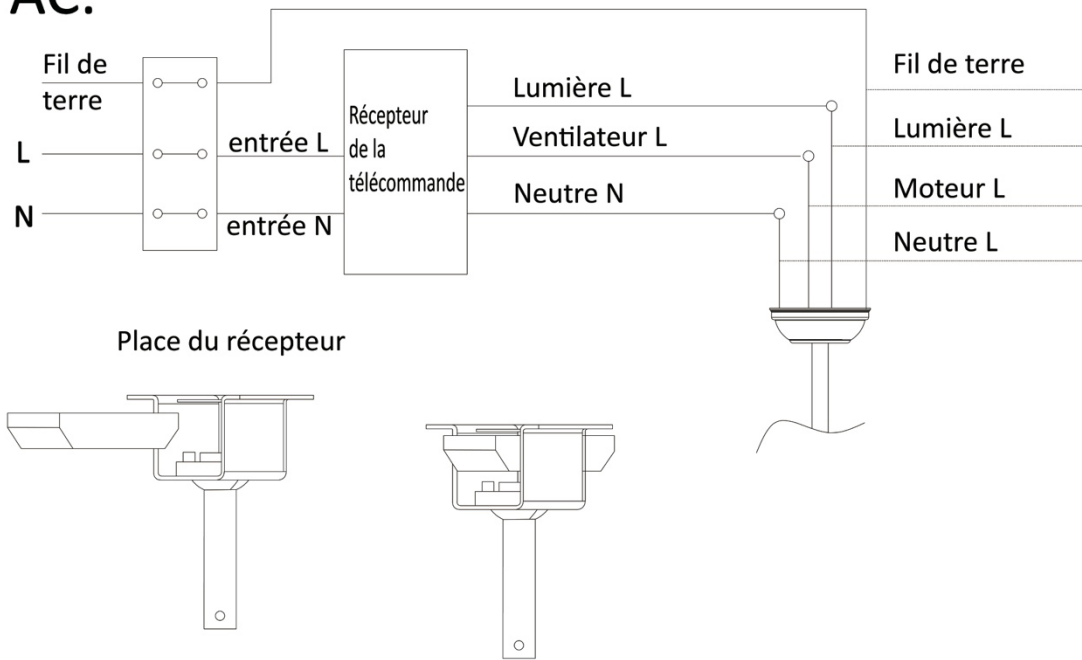 AC:
Fil de
terre
L
N
entrée L
entrée N
Récepteur
de la
télécommande
Lumière L
Ventilateur L
Neutre N
Fil de terre
Lumière L
Moteur L
Neutre L
Place du récepteur